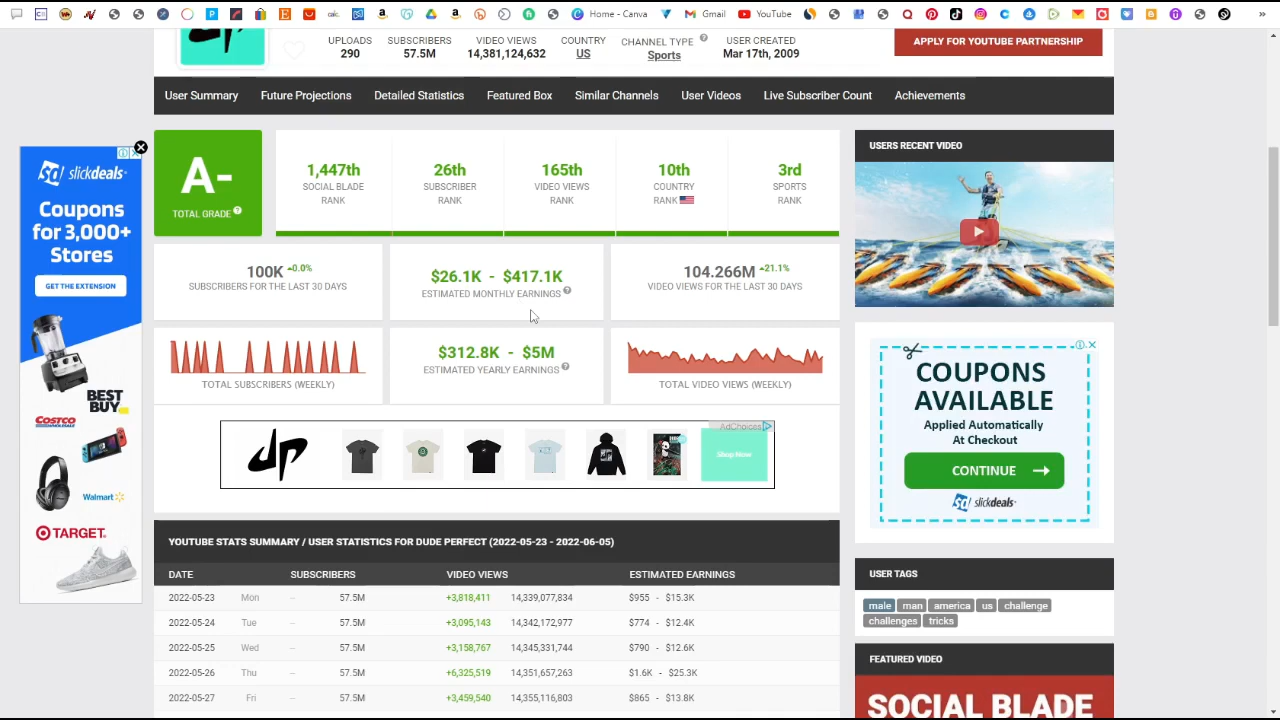 Home - Canva
Gmail
YouTube
»
UPLOADS
290
SUBSCRIBERS
57.5M
VIDEO VIEWS
14,381,124,632
COUNTRY
US
CHANNEL TYPE
Sports
USER CREATED
Mar 17th, 2009
APPLY FOR YOUTUBE PARTNERSHIP
User Summary
Future Projections
Detailed Statistics
Featured Box
Similar Channels
User Videos
Live Subscriber Count
Achievements
sd/ slickdeals
Coupons
for 3,000+
Stores
GET THE EXTENSION
BEST
BUY
COSTCO
WHOLESALE
Walmart
TARGET
A-
TOTAL GRADE
1,447th
SOCIAL BLADE
RANK
26th
SUBSCRIBER
RANK
165th
VIDEO VIEWS
RANK
10th
COUNTRY
RANK
3rd
SPORTS
RANK
100K 0.0%
SUBSCRIBERS FOR THE LAST 30 DAYS
$26.1K - $417.1K
ESTIMATED MONTHLY EARNINGS
104.266M 21.1%
VIDEO VIEWS FOR THE LAST 30 DAYS
TOTAL SUBSCRIBERS (WEEKLY)
$312.8K - $5M
ESTIMATED YEARLY EARNINGS
TOTAL VIDEO VIEWS (WEEKLY)
dp
AdChoices
Shop Now
YOUTUBE STATS SUMMARY / USER STATISTICS FOR DUDE PERFECT (2022-05-23 - 2022-06-05)
DATE SUBSCRIBERS VIDEO VIEWS ESTIMATED EARNINGS
2022-05-23 Mon -- 57.5M +3,818,411 14,339,077,834 $955 - $15.3K
2022-05-24 Tue -- 57.5M +3,095,143 14,342,172,977 $774 - $12.4K
2022-05-25 Wed -- 57.5M +3,158,767 14,345,331,744 $790 - $12.6K
2022-05-26 Thu -- 57.5M +6,325,519 14,351,657,263 $1.6K - $25.3K
2022-05-27 Fri -- 57.5M +3,459,540 14,355,116,803 $865 - $13.8K
USERS RECENT VIDEO
COUPONS
AVAILABLE
Applied Automatically
At Checkout
CONTINUE
sd/ slickdeals
USER TAGS
male man america us challenge
challenges tricks
FEATURED VIDEO
SOCIAL BLADE